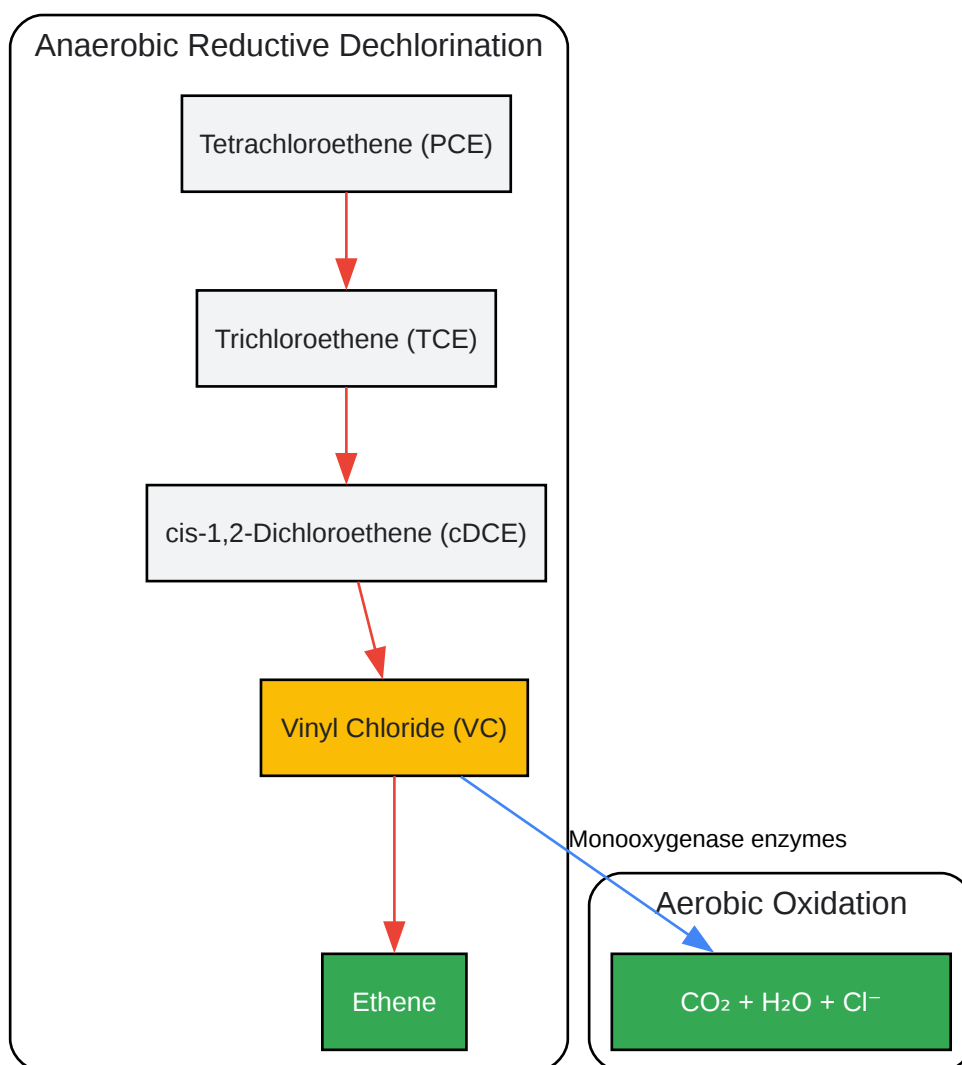 Anaerobic Reductive Dechlorination
Tetrachloroethene (PCE)
Trichloroethene (TCE)
cis-1,2-Dichloroethene (cDCE)
Vinyl Chloride (VC)
Monooxygenase enzymes
Aerobic Oxidation
Ethene
CO₂ + H₂O + Cl⁻